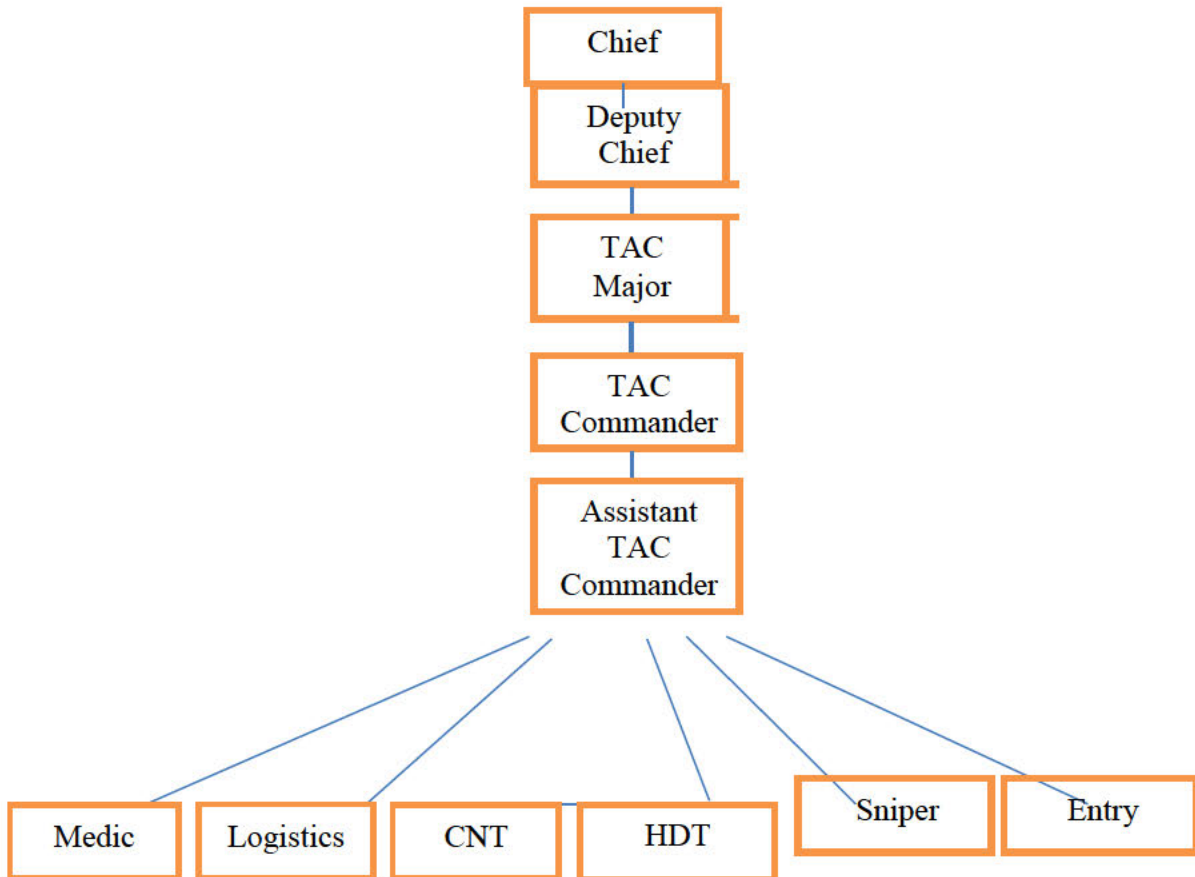 Chief
Deputy
Chief
TAC
Major
TAC
Commander
Assistant
TAC
Commander
Medic
Logistics
CNT
HDT
Sniper
Entry